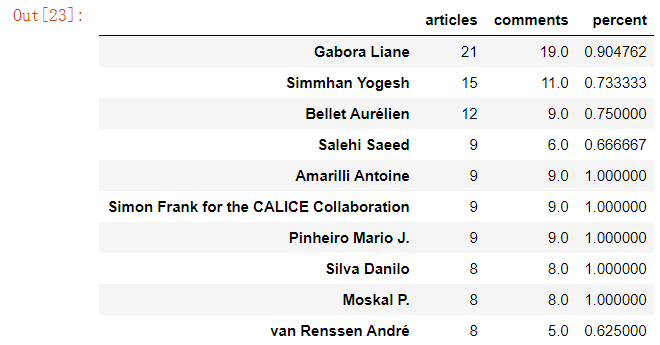 Out[23]:
articles comments percent
Gabora Liane 21 19.0 0.904762
Simmhan Yogesh 15 11.0 0.733333
Bellet Aurélien 12 9.0 0.750000
Salehi Saeed 9 6.0 0.666667
Amarilli Antoine 9 9.0 1.000000
Simon Frank for the CALICE Collaboration 9 9.0 1.000000
Pinheiro Mario J. 9 9.0 1.000000
Silva Danilo 8 8.0 1.000000
Moskal P. 8 8.0 1.000000
van Renssen André 8 5.0 0.625000